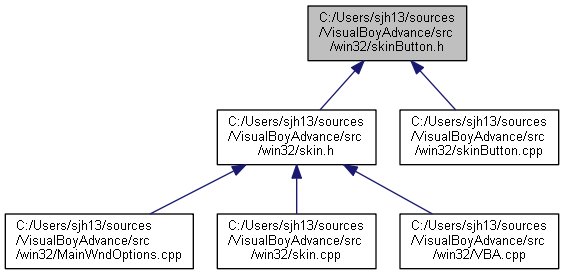 C:/Users/sjh13/sources
/VisualBoyAdvance/src
/win32/skinButton.h
C:/Users/sjh13/sources
/VisualBoyAdvance/src
/win32/skin.h
C:/Users/sjh13/sources
/VisualBoyAdvance/src
/win32/skinButton.cpp
C:/Users/sjh13/sources
/VisualBoyAdvance/src
/win32/MainWndOptions.cpp
C:/Users/sjh13/sources
/VisualBoyAdvance/src
/win32/skin.cpp
C:/Users/sjh13/sources
/VisualBoyAdvance/src
/win32/VBA.cpp